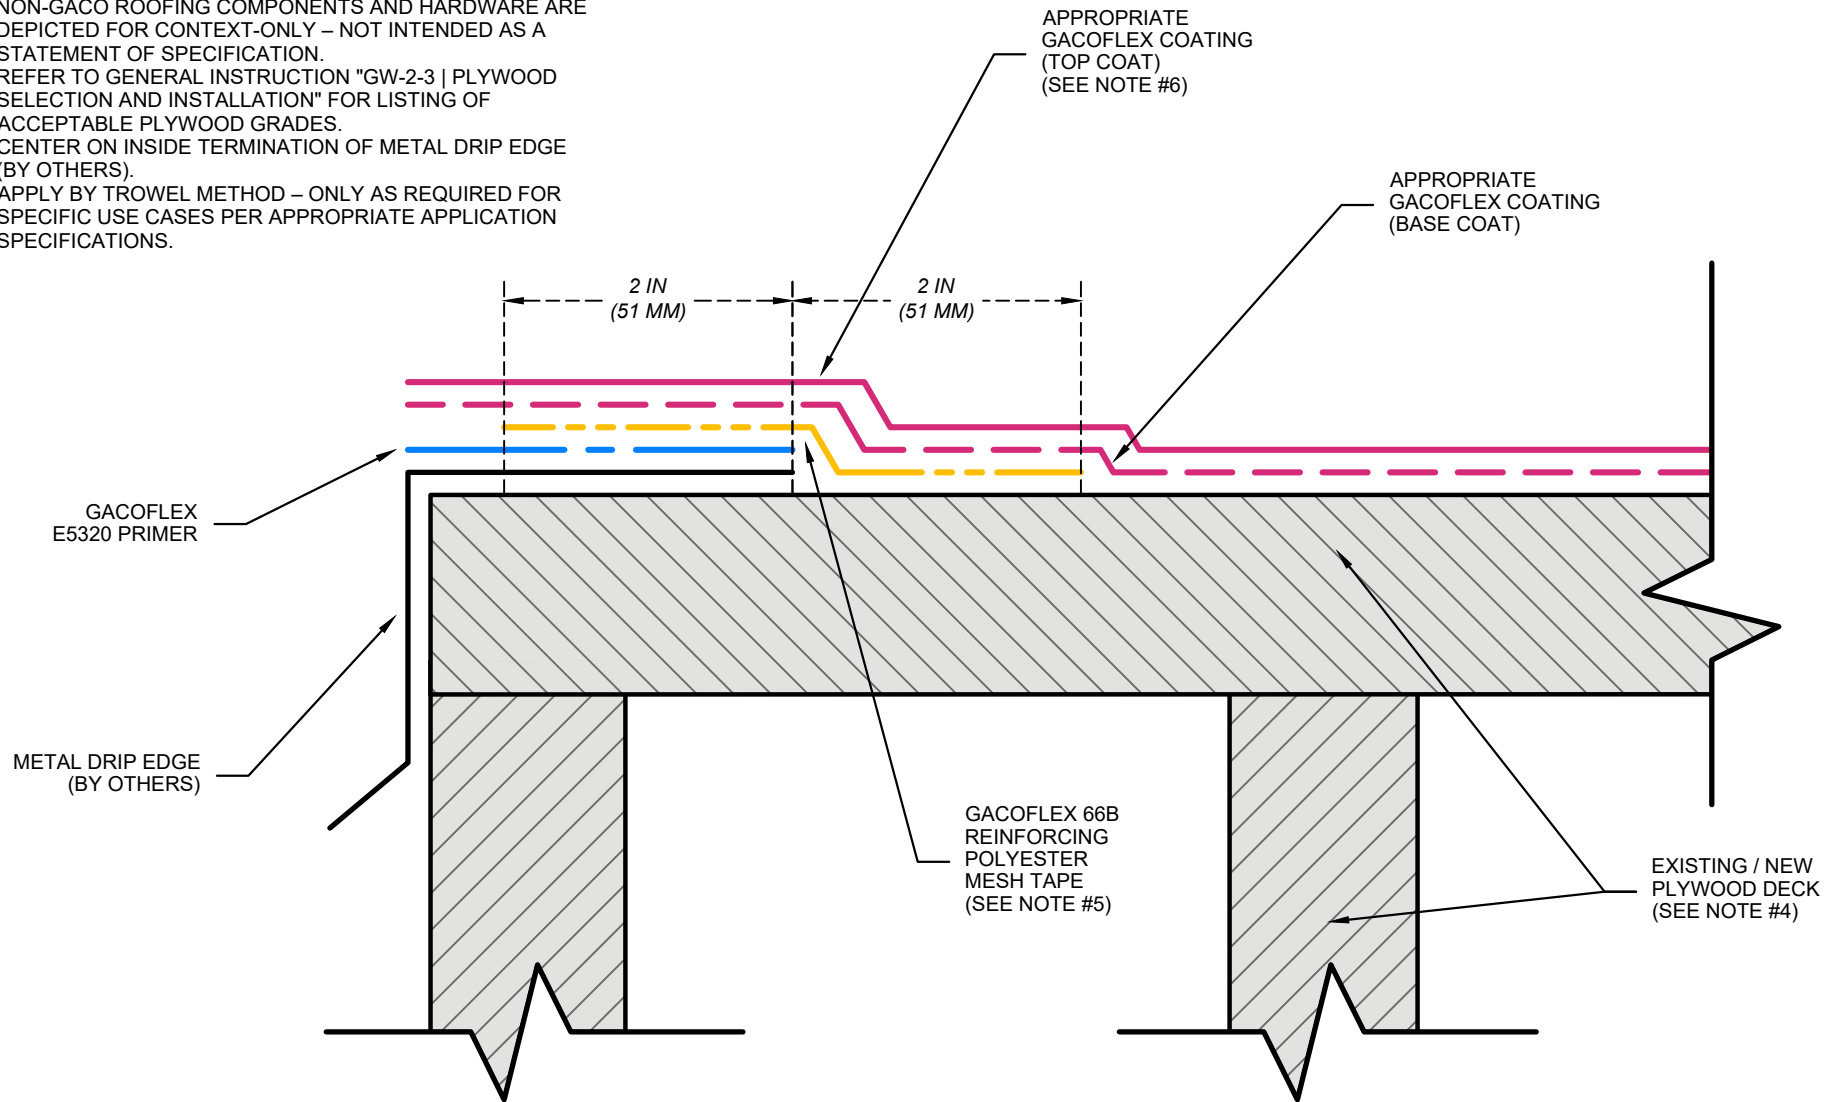 NON-GACO ROOFING COMPONENTS AND HARDWARE ARE
DEPICTED FOR CONTEXT-ONLY – NOT INTENDED AS A
STATEMENT OF SPECIFICATION.
REFER TO GENERAL INSTRUCTION "GW-2-3 | PLYWOOD
SELECTION AND INSTALLATION" FOR LISTING OF
ACCEPTABLE PLYWOOD GRADES.
CENTER ON INSIDE TERMINATION OF METAL DRIP EDGE
(BY OTHERS).
APPLY BY TROWEL METHOD – ONLY AS REQUIRED FOR
SPECIFIC USE CASES PER APPROPRIATE APPLICATION
SPECIFICATIONS.
APPROPRIATE
GACOFLEX COATING
(TOP COAT)
(SEE NOTE #6)
APPROPRIATE
GACOFLEX COATING
(BASE COAT)
2 IN
(51 MM)
2 IN
(51 MM)
GACOFLEX
E5320 PRIMER
METAL DRIP EDGE
(BY OTHERS)
GACOFLEX 66B
REINFORCING
POLYESTER
MESH TAPE
(SEE NOTE #5)
EXISTING / NEW
PLYWOOD DECK
(SEE NOTE #4)